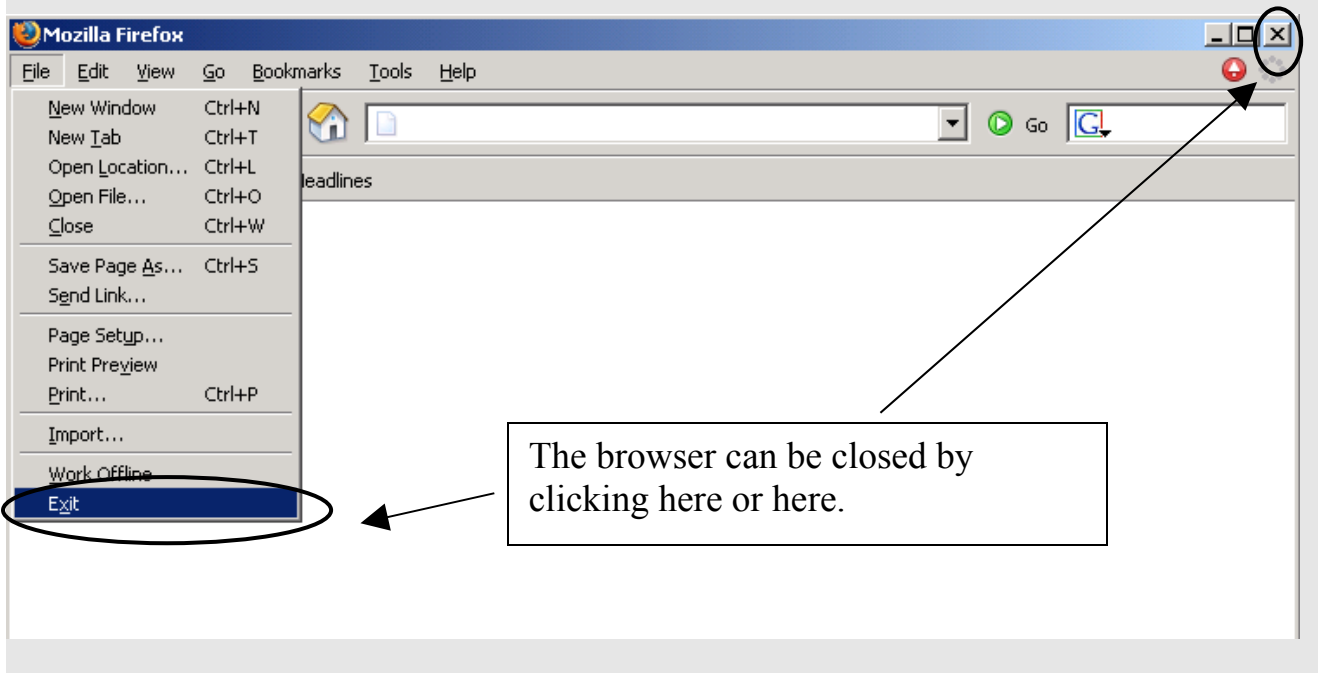 Mozilla Firefox
File Edit View Go Bookmarks Tools Help
New Window Ctrl+N
New Tab Ctrl+T
Open Location... Ctrl+L
Open File... Ctrl+O
Close Ctrl+W
Save Page As... Ctrl+S
Send Link...
Page Setup...
Print Preview
Print... Ctrl+P
Import...
Work Offline
Exit
Go G
eadlines
The browser can be closed by
clicking here or here.